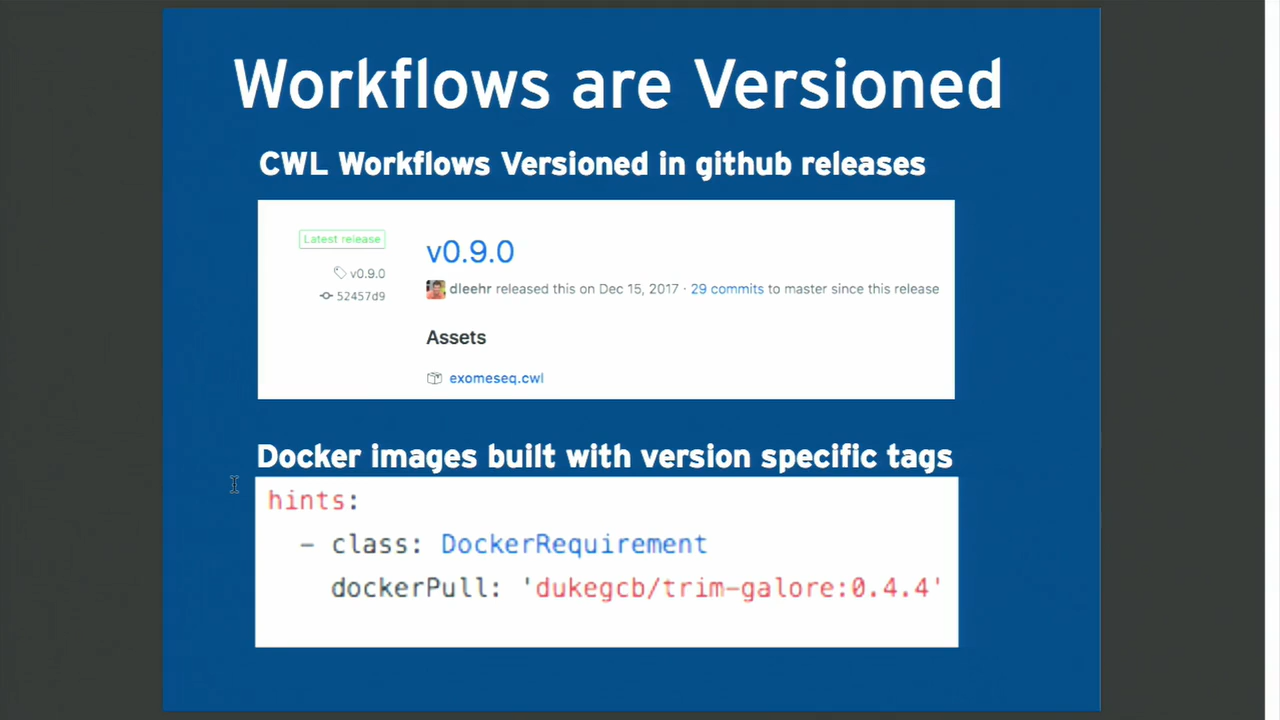 Workflows are Versioned
CWL Workflows Versioned in github releases
Latest release
v0.9.0
v0.9.0
52457d9
dleehr released this on Dec 15, 2017 · 29 commits to master since this release
Assets
exomeseq.cwl
Docker images built with version specific tags
hints:
- class: DockerRequirement
dockerPull: 'dukegcb/trim-galore:0.4.4'